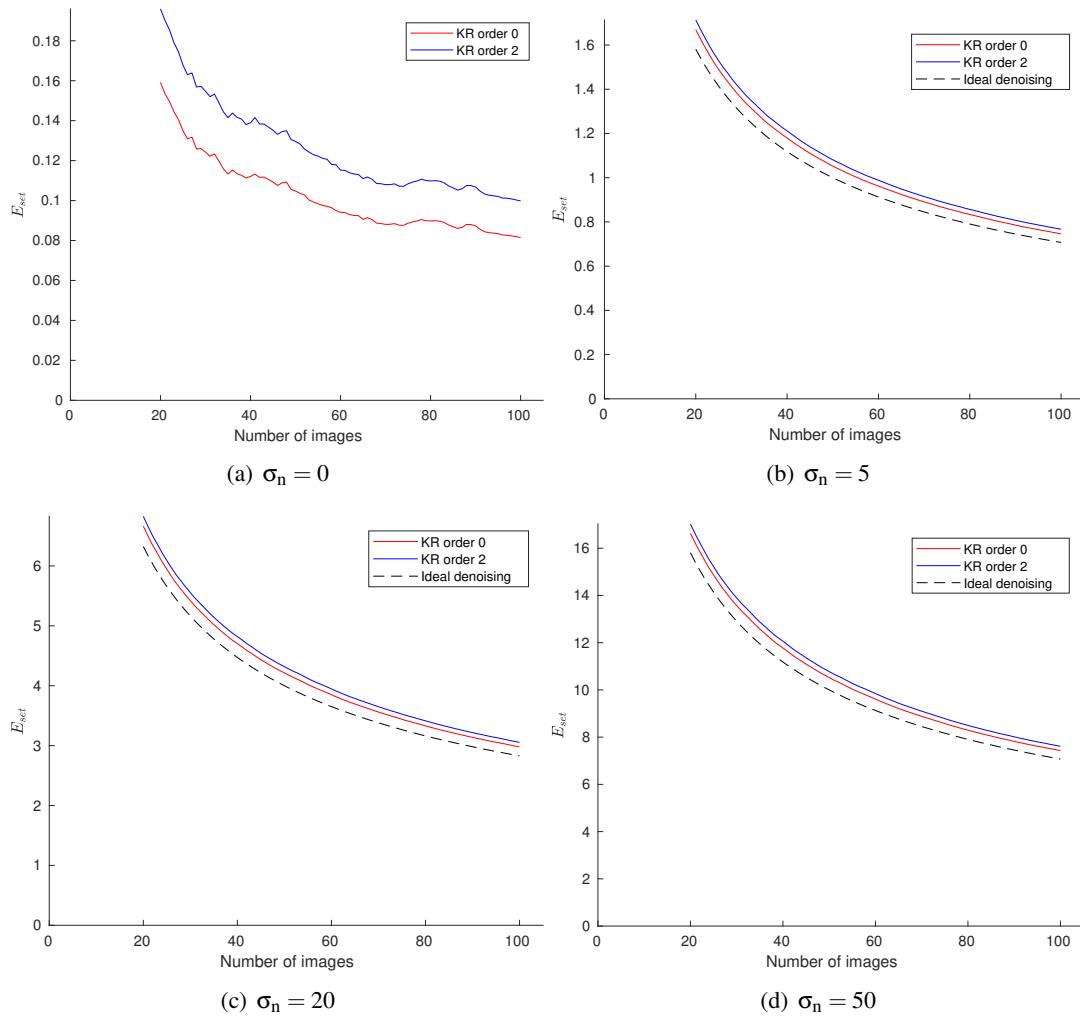 KR order 0
KR order 2
0.18
0.16
0.14
0.12
0.1
0.08
0.06
0.04
0.02
0
E_set
0 20 40 60 80 100
Number of images
(a) σn = 0
KR order 0
KR order 2
Ideal denoising
1.6
1.4
1.2
1
0.8
0.6
0.4
0.2
0
E_set
0 20 40 60 80 100
Number of images
(b) σn = 5
KR order 0
KR order 2
Ideal denoising
6
5
4
3
2
1
0
E_set
0 20 40 60 80 100
Number of images
(c) σn = 20
KR order 0
KR order 2
Ideal denoising
16
14
12
10
8
6
4
2
0
E_set
0 20 40 60 80 100
Number of images
(d) σn = 50